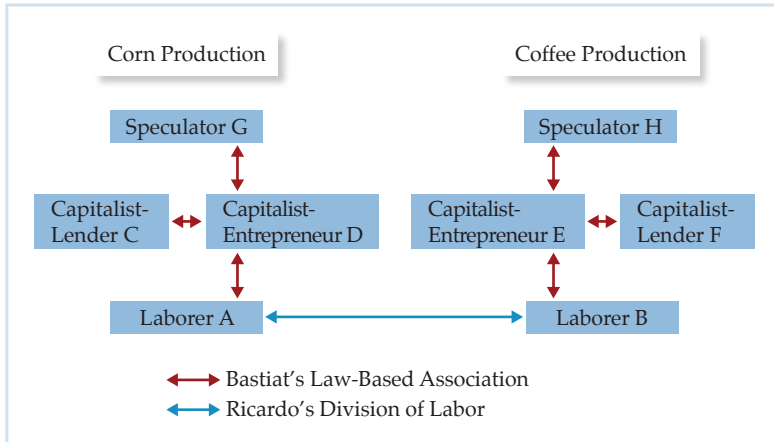 Corn Production
Coffee Production
Speculator G
Speculator H
Capitalist-
Lender C
Capitalist-
Entrepreneur D
Capitalist-
Entrepreneur E
Capitalist-
Lender F
Laborer A
Laborer B
Bastiat's Law-Based Association
Ricardo's Division of Labor